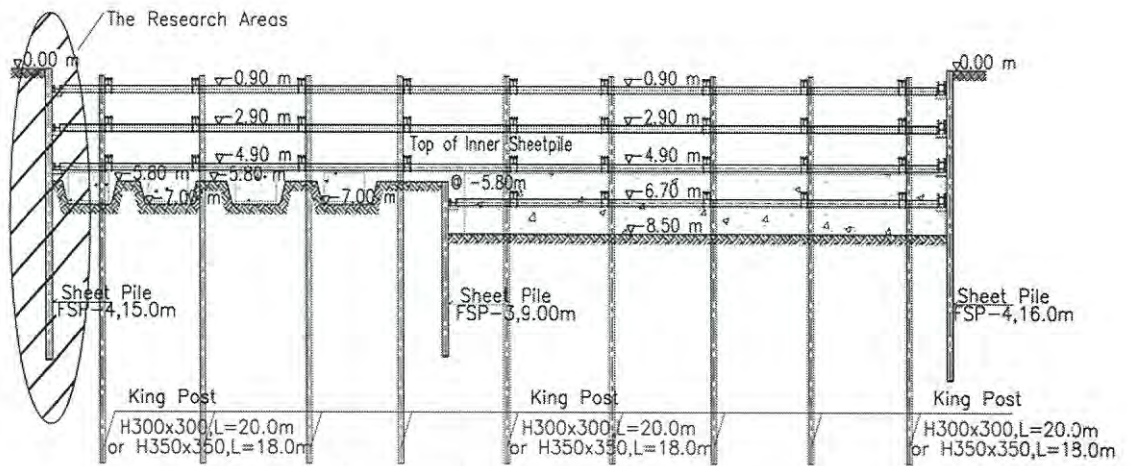 The Research Areas
0.00 m
0.00 m
-0.90 m
-0.90 m
-2.90 m
-2.90 m
Top of Inner Sheetpile
-4.90 m
-4.90 m
-5.80 m
-5.80 m
@ -5.80m
-7.00 m
-7.00 m
-6.70 m
-8.50 m
Sheet Pile
FSP-4,15.0m
Sheet Pile
FSP-3,9.00m
Sheet Pile
FSP-4,16.0m
King Post
H300x300,L=20.0m
or H350x350,L=18.0m
King Post
H300x300,L=20.0m
or H350x350,L=18.0m
King Post
H300x300,L=20.0m
or H350x350,L=18.0m